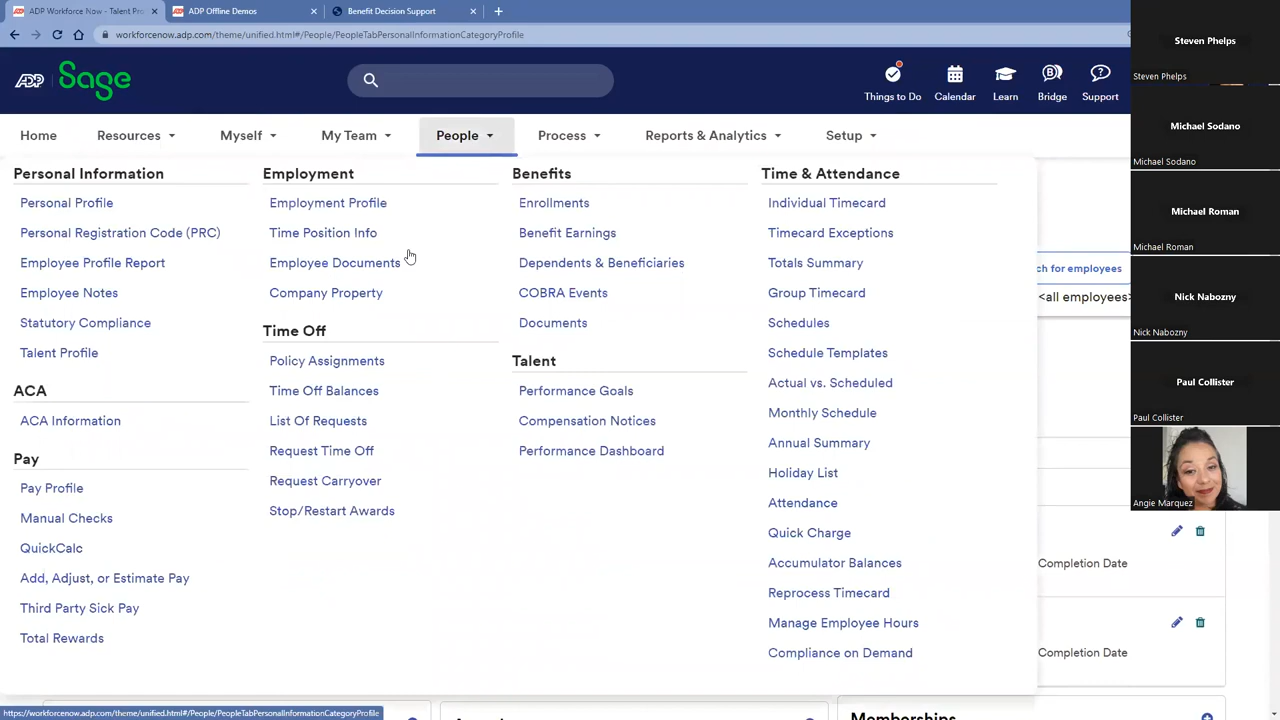 ADP Workforce Now - Talent Pro
ADP Offline Demos
Benefit Decision Support
workforcenow.adp.com/theme/unified.html#/People/PeopleTabPersonalInformationCategoryProfile
ADP Sage
Things to Do
Calendar
Learn
Bridge
Support
Home
Resources
Myself
My Team
People
Process
Reports & Analytics
Setup
Personal Information
Personal Profile
Personal Registration Code (PRC)
Employee Profile Report
Employee Notes
Statutory Compliance
Talent Profile
ACA
ACA Information
Pay
Pay Profile
Manual Checks
QuickCalc
Add, Adjust, or Estimate Pay
Third Party Sick Pay
Total Rewards
Employment
Employment Profile
Time Position Info
Employee Documents
Company Property
Time Off
Policy Assignments
Time Off Balances
List Of Requests
Request Time Off
Request Carryover
Stop/Restart Awards
Benefits
Enrollments
Benefit Earnings
Dependents & Beneficiaries
COBRA Events
Documents
Talent
Performance Goals
Compensation Notices
Performance Dashboard
Time & Attendance
Individual Timecard
Timecard Exceptions
Totals Summary
Group Timecard
Schedules
Schedule Templates
Actual vs. Scheduled
Monthly Schedule
Annual Summary
Holiday List
Attendance
Quick Charge
Accumulator Balances
Reprocess Timecard
Manage Employee Hours
Compliance on Demand
ch for employees
<all employees>
Completion Date
Completion Date
Memberships
https://workforcenow.adp.com/theme/unified.html#/People/PeopleTabPersonalInformationCategoryProfile
Steven Phelps
Steven Phelps
Michael Sodano
Michael Sodano
Michael Roman
Michael Roman
Nick Nabozny
Nick Nabozny
Paul Collister
Paul Collister
Angie Marquez